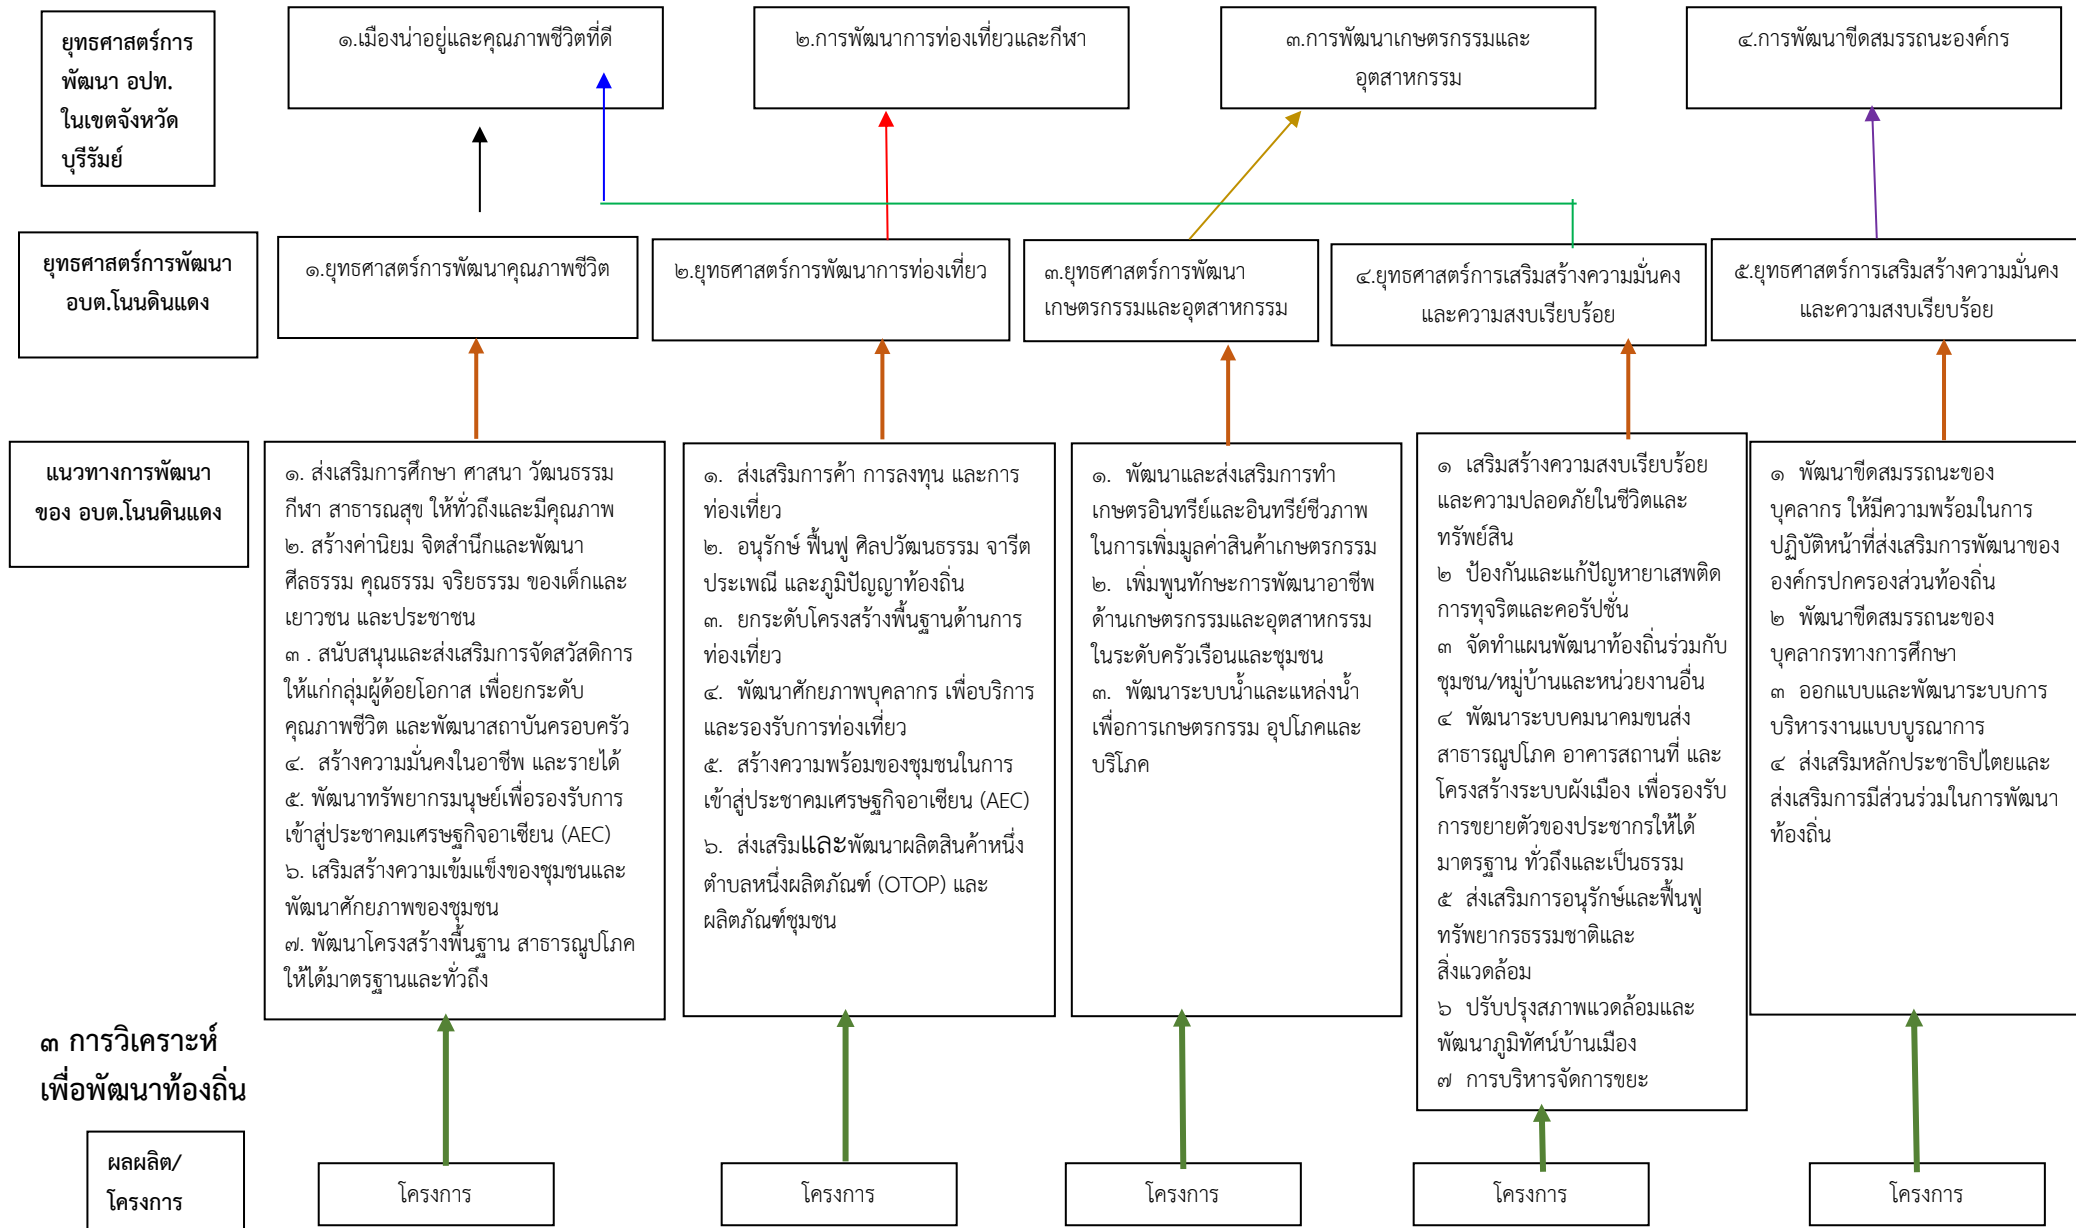 ยุทธศาสตร์การ
พัฒนา อปท.
ในเขตจังหวัด
บุรีรัมย์
๑.เมืองน่าอยู่และคุณภาพชีวิตที่ดี
๒.การพัฒนาการท่องเที่ยวและกีฬา
๓.การพัฒนาเกษตรกรรมและ
อุตสาหกรรม
๔.การพัฒนาขีดสมรรถนะองค์กร
ยุทธศาสตร์การพัฒนา
อบต.โนนดินแดง
๑.ยุทธศาสตร์การพัฒนาคุณภาพชีวิต
๒.ยุทธศาสตร์การพัฒนาการท่องเที่ยว
๓.ยุทธศาสตร์การพัฒนา
เกษตรกรรมและอุตสาหกรรม
๔.ยุทธศาสตร์การเสริมสร้างความมั่นคง
และความสงบเรียบร้อย
๕.ยุทธศาสตร์การเสริมสร้างความมั่นคง
และความสงบเรียบร้อย
แนวทางการพัฒนา
ของ อบต.โนนดินแดง
๑. ส่งเสริมการศึกษา ศาสนา วัฒนธรรม
กีฬา สาธารณสุข ให้ทั่วถึงและมีคุณภาพ
๒. สร้างค่านิยม จิตสำนึกและพัฒนา
ศีลธรรม คุณธรรม จริยธรรม ของเด็กและ
เยาวชน และประชาชน
๓ . สนับสนุนและส่งเสริมการจัดสวัสดิการ
ให้แก่กลุ่มผู้ด้อยโอกาส เพื่อยกระดับ
คุณภาพชีวิต และพัฒนาสถาบันครอบครัว
๔. สร้างความมั่นคงในอาชีพ และรายได้
๕. พัฒนาทรัพยากรมนุษย์เพื่อรองรับการ
เข้าสู่ประชาคมเศรษฐกิจอาเซียน (AEC)
๖. เสริมสร้างความเข้มแข็งของชุมชนและ
พัฒนาศักยภาพของชุมชน
๗. พัฒนาโครงสร้างพื้นฐาน สาธารณูปโภค
ให้ได้มาตรฐานและทั่วถึง
๑. ส่งเสริมการค้า การลงทุน และการ
ท่องเที่ยว
๒. อนุรักษ์ ฟื้นฟู ศิลปวัฒนธรรม จารีต
ประเพณี และภูมิปัญญาท้องถิ่น
๓. ยกระดับโครงสร้างพื้นฐานด้านการ
ท่องเที่ยว
๔. พัฒนาศักยภาพบุคลากร เพื่อบริการ
และรองรับการท่องเที่ยว
๕. สร้างความพร้อมของชุมชนในการ
เข้าสู่ประชาคมเศรษฐกิจอาเซียน (AEC)
๖. ส่งเสริมและพัฒนาผลิตสินค้าหนึ่ง
ตำบลหนึ่งผลิตภัณฑ์ (OTOP) และ
ผลิตภัณฑ์ชุมชน
๑. พัฒนาและส่งเสริมการทำ
เกษตรอินทรีย์และอินทรีย์ชีวภาพ
ในการเพิ่มมูลค่าสินค้าเกษตรกรรม
๒. เพิ่มพูนทักษะการพัฒนาอาชีพ
ด้านเกษตรกรรมและอุตสาหกรรม
ในระดับครัวเรือนและชุมชน
๓. พัฒนาระบบน้ำและแหล่งน้ำ
เพื่อการเกษตรกรรม อุปโภคและ
บริโภค
๑ เสริมสร้างความสงบเรียบร้อย
และความปลอดภัยในชีวิตและ
ทรัพย์สิน
๒ ป้องกันและแก้ปัญหายาเสพติด
การทุจริตและคอรัปชั่น
๓ จัดทำแผนพัฒนาท้องถิ่นร่วมกับ
ชุมชน/หมู่บ้านและหน่วยงานอื่น
๔ พัฒนาระบบคมนาคมขนส่ง
สาธารณูปโภค อาคารสถานที่ และ
โครงสร้างระบบผังเมือง เพื่อรองรับ
การขยายตัวของประชากรให้ได้
มาตรฐาน ทั่วถึงและเป็นธรรม
๕ ส่งเสริมการอนุรักษ์และฟื้นฟู
ทรัพยากรธรรมชาติและ
สิ่งแวดล้อม
๖ ปรับปรุงสภาพแวดล้อมและ
พัฒนาภูมิทัศน์บ้านเมือง
๗ การบริหารจัดการขยะ
๑ พัฒนาขีดสมรรถนะของ
บุคลากร ให้มีความพร้อมในการ
ปฏิบัติหน้าที่ส่งเสริมการพัฒนาของ
องค์กรปกครองส่วนท้องถิ่น
๒ พัฒนาขีดสมรรถนะของ
บุคลากรทางการศึกษา
๓ ออกแบบและพัฒนาระบบการ
บริหารงานแบบบูรณาการ
๔ ส่งเสริมหลักประชาธิปไตยและ
ส่งเสริมการมีส่วนร่วมในการพัฒนา
ท้องถิ่น
๓ การวิเคราะห์
เพื่อพัฒนาท้องถิ่น
ผลผลิต/
โครงการ
โครงการ
โครงการ
โครงการ
โครงการ
โครงการ